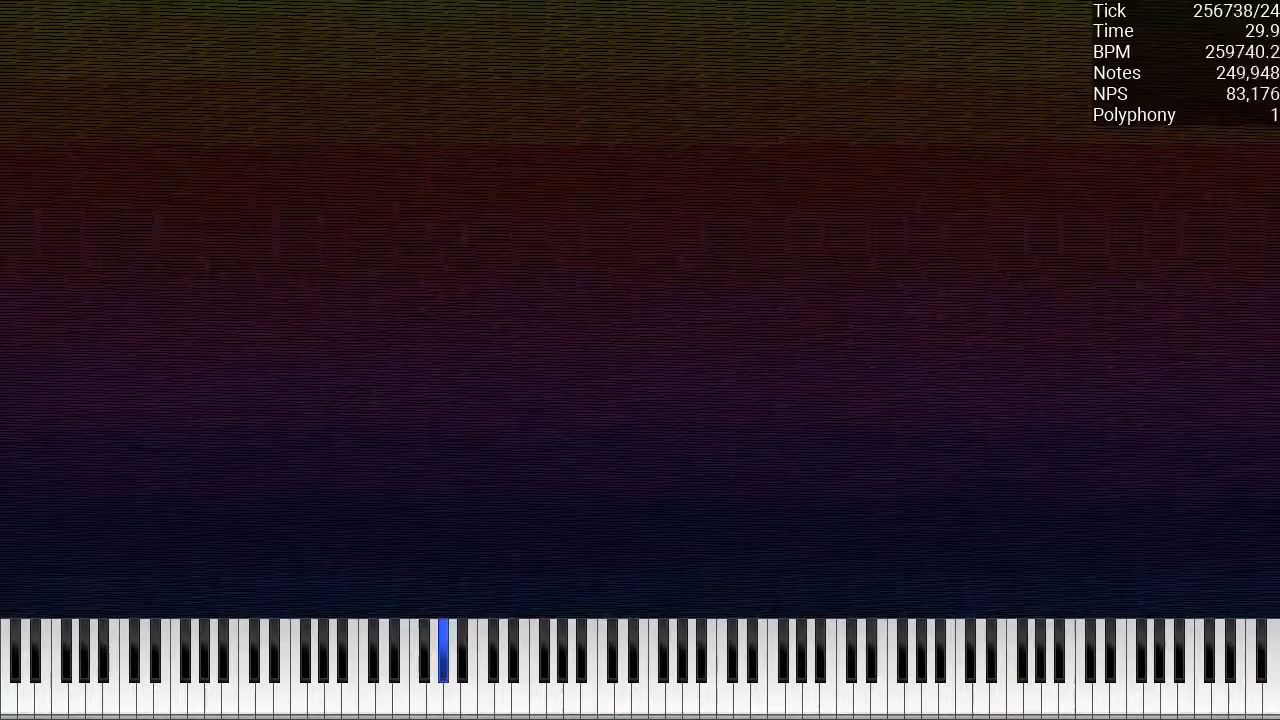 Tick 256738/24
Time 29.9
BPM 259740.2
Notes 249,948
NPS 83,176
Polyphony 1